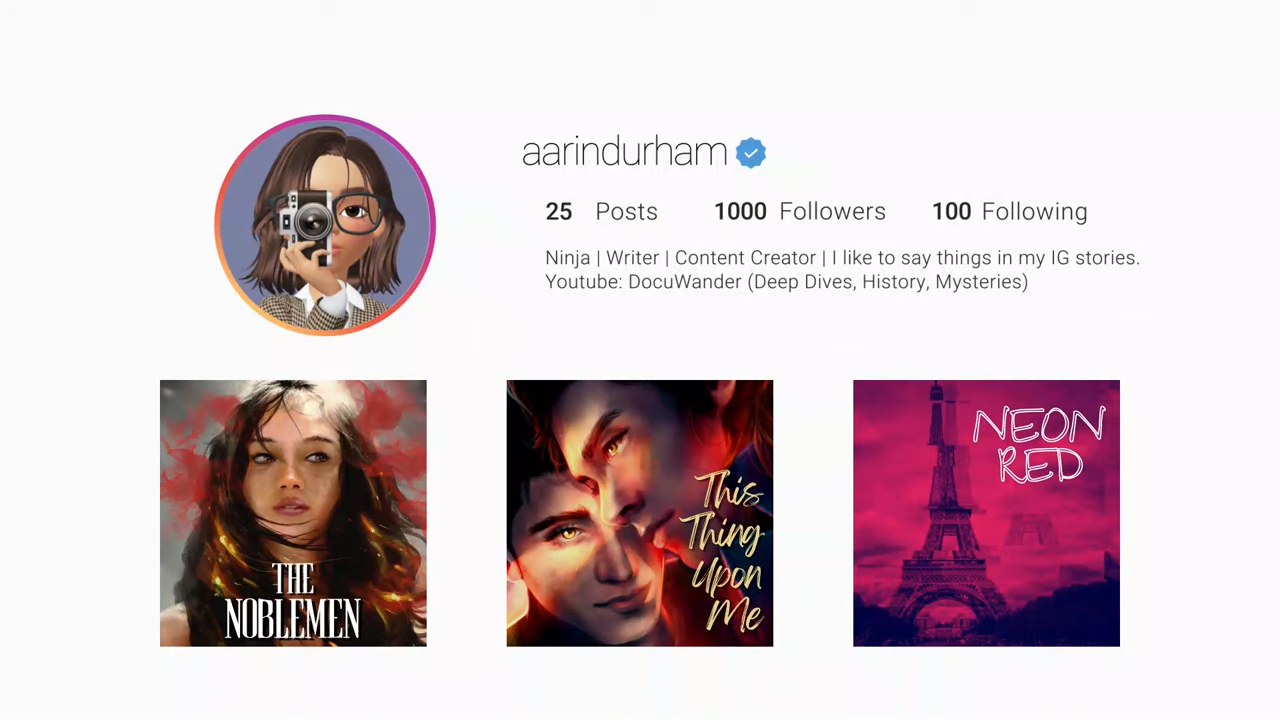 aarindurham
25 Posts 1000 Followers 100 Following
Ninja | Writer | Content Creator | I like to say things in my IG stories.
Youtube: DocuWander (Deep Dives, History, Mysteries)
THE
NOBLEMEN
This
Thing
Upon
Me
NEON
RED